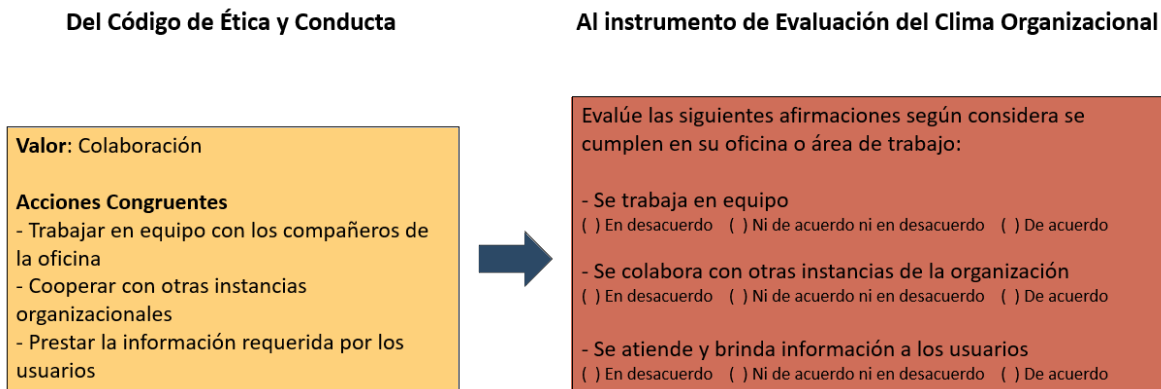 Del Código de Ética y Conducta
Al instrumento de Evaluación del Clima Organizacional
Valor: Colaboración
Acciones Congruentes
- Trabajar en equipo con los compañeros de
la oficina
- Cooperar con otras instancias
organizacionales
- Prestar la información requerida por los
usuarios
Evalúe las siguientes afirmaciones según considera se
cumplen en su oficina o área de trabajo:
- Se trabaja en equipo
( ) En desacuerdo ( ) Ni de acuerdo ni en desacuerdo ( ) De acuerdo
- Se colabora con otras instancias de la organización
( ) En desacuerdo ( ) Ni de acuerdo ni en desacuerdo ( ) De acuerdo
- Se atiende y brinda información a los usuarios
( ) En desacuerdo ( ) Ni de acuerdo ni en desacuerdo ( ) De acuerdo